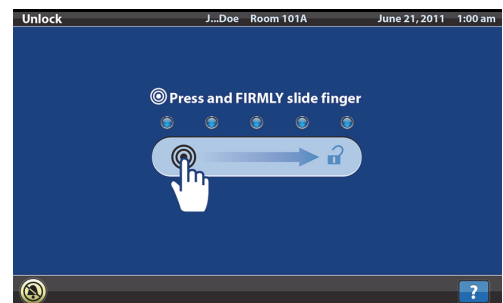 Unlock J...Doe Room 101A June 21, 2011 1:00 am
Press and FIRMLY slide finger
?